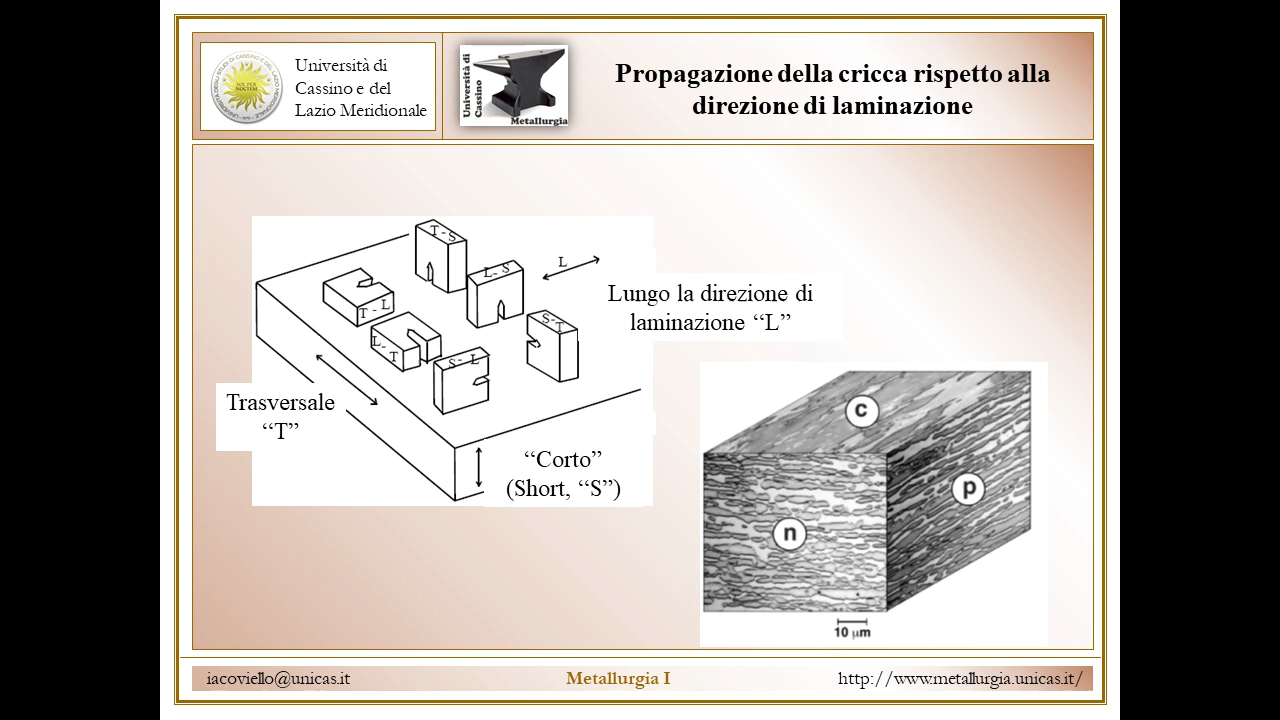 Università di
Cassino e del
Lazio Meridionale
Università di
Cassino
Metallurgia
Propagazione della cricca rispetto alla
direzione di laminazione
T - S
L - S
L
T - L
S T
L - T
S - L
Lungo la direzione di
laminazione “L”
Trasversale
“T”
“Corto”
(Short, “S”)
c
p
n
10 μm
iacoviello@unicas.it
Metallurgia I
http://www.metallurgia.unicas.it/